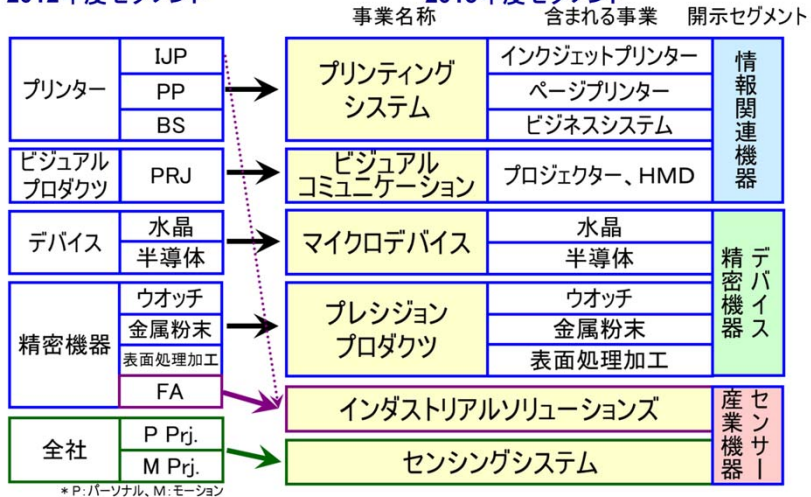 事業名称 含まれる事業 開示セグメント
プリンター
IJP
PP
BS
プリンティング
システム
インクジェットプリンター
ページプリンター
ビジネスシステム
情報関連機器
ビジュアル
プロダクツ
PRJ
ビジュアル
コミュニケーション
プロジェクター、HMD
デバイス
水晶
半導体
マイクロデバイス
水晶
半導体
デバイス
精密機器
精密機器
ウオッチ
金属粉末
表面処理加工
FA
プレシジョン
プロダクツ
ウオッチ
金属粉末
表面処理加工
インダストリアルソリューションズ
センサー
産業機器
全社
P Prj.
M Prj.
センシングシステム
*P:パーソナル、M:モーション